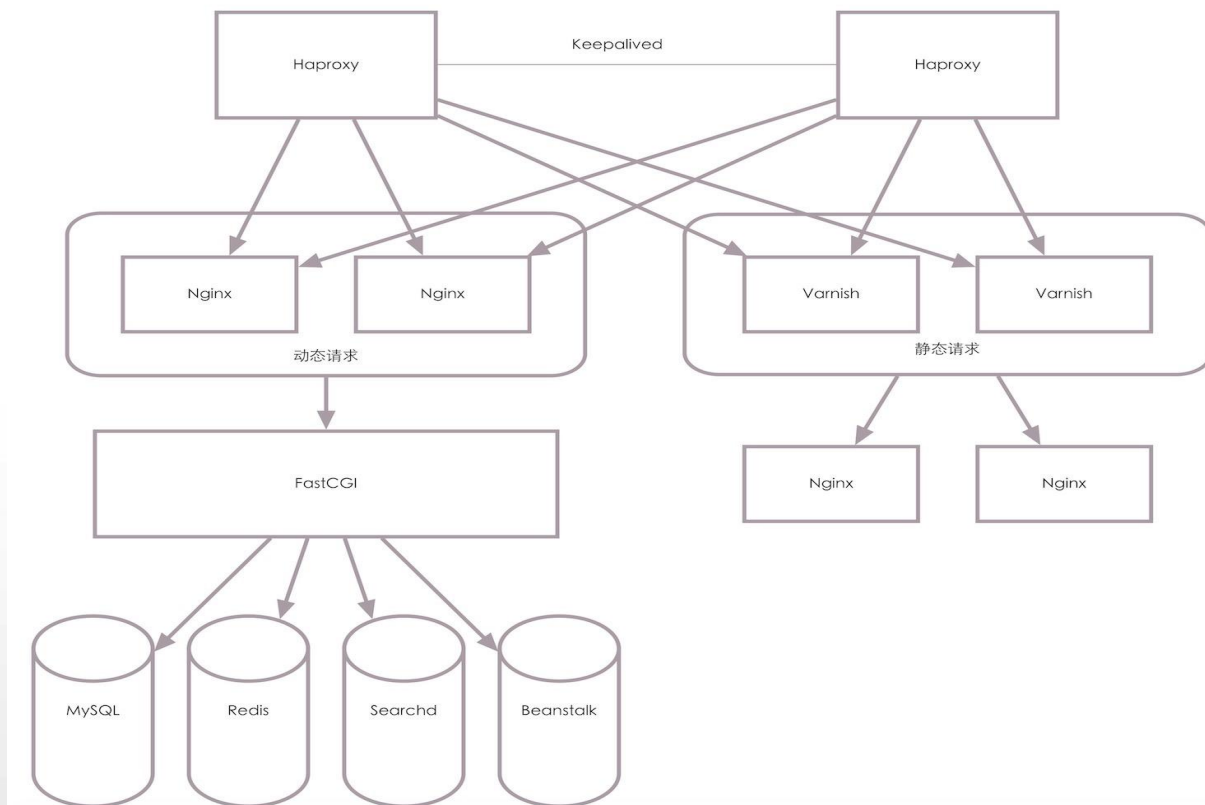 Keepalived
Haproxy
Haproxy
Nginx
Nginx
Varnish
Varnish
动态请求
静态请求
FastCGI
Nginx
Nginx
MySQL
Redis
Searchd
Beanstalk